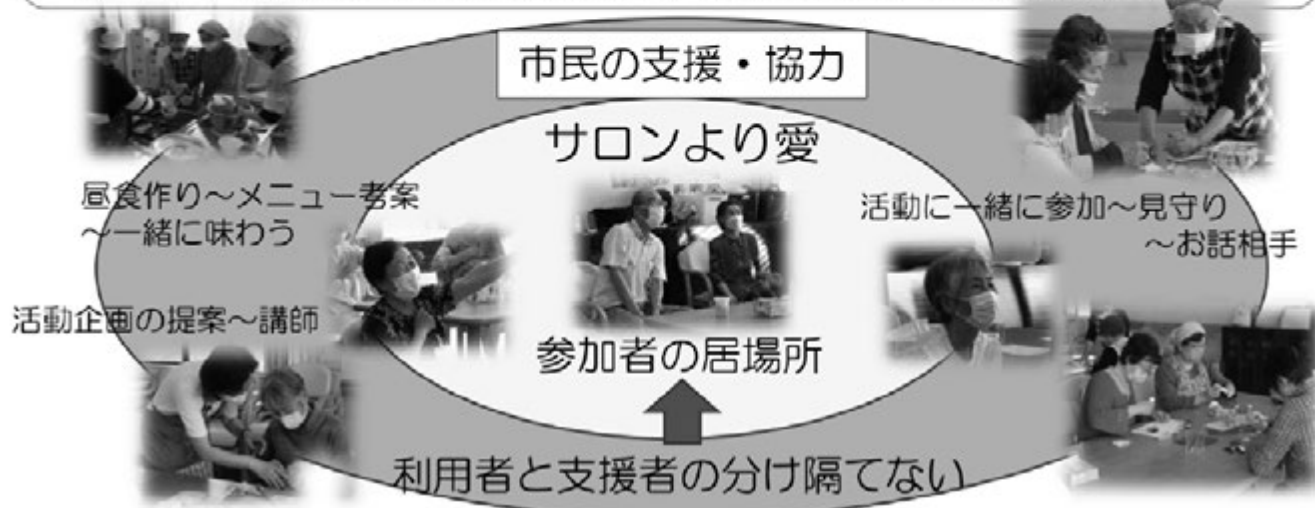 市民の支援・協力
サロンより愛
昼食作り～メニュー考案
～一緒に味わう
活動に一緒に参加～見守り
～お話相手
活動企画の提案～講師
参加者の居場所
利用者と支援者の分け隔てない